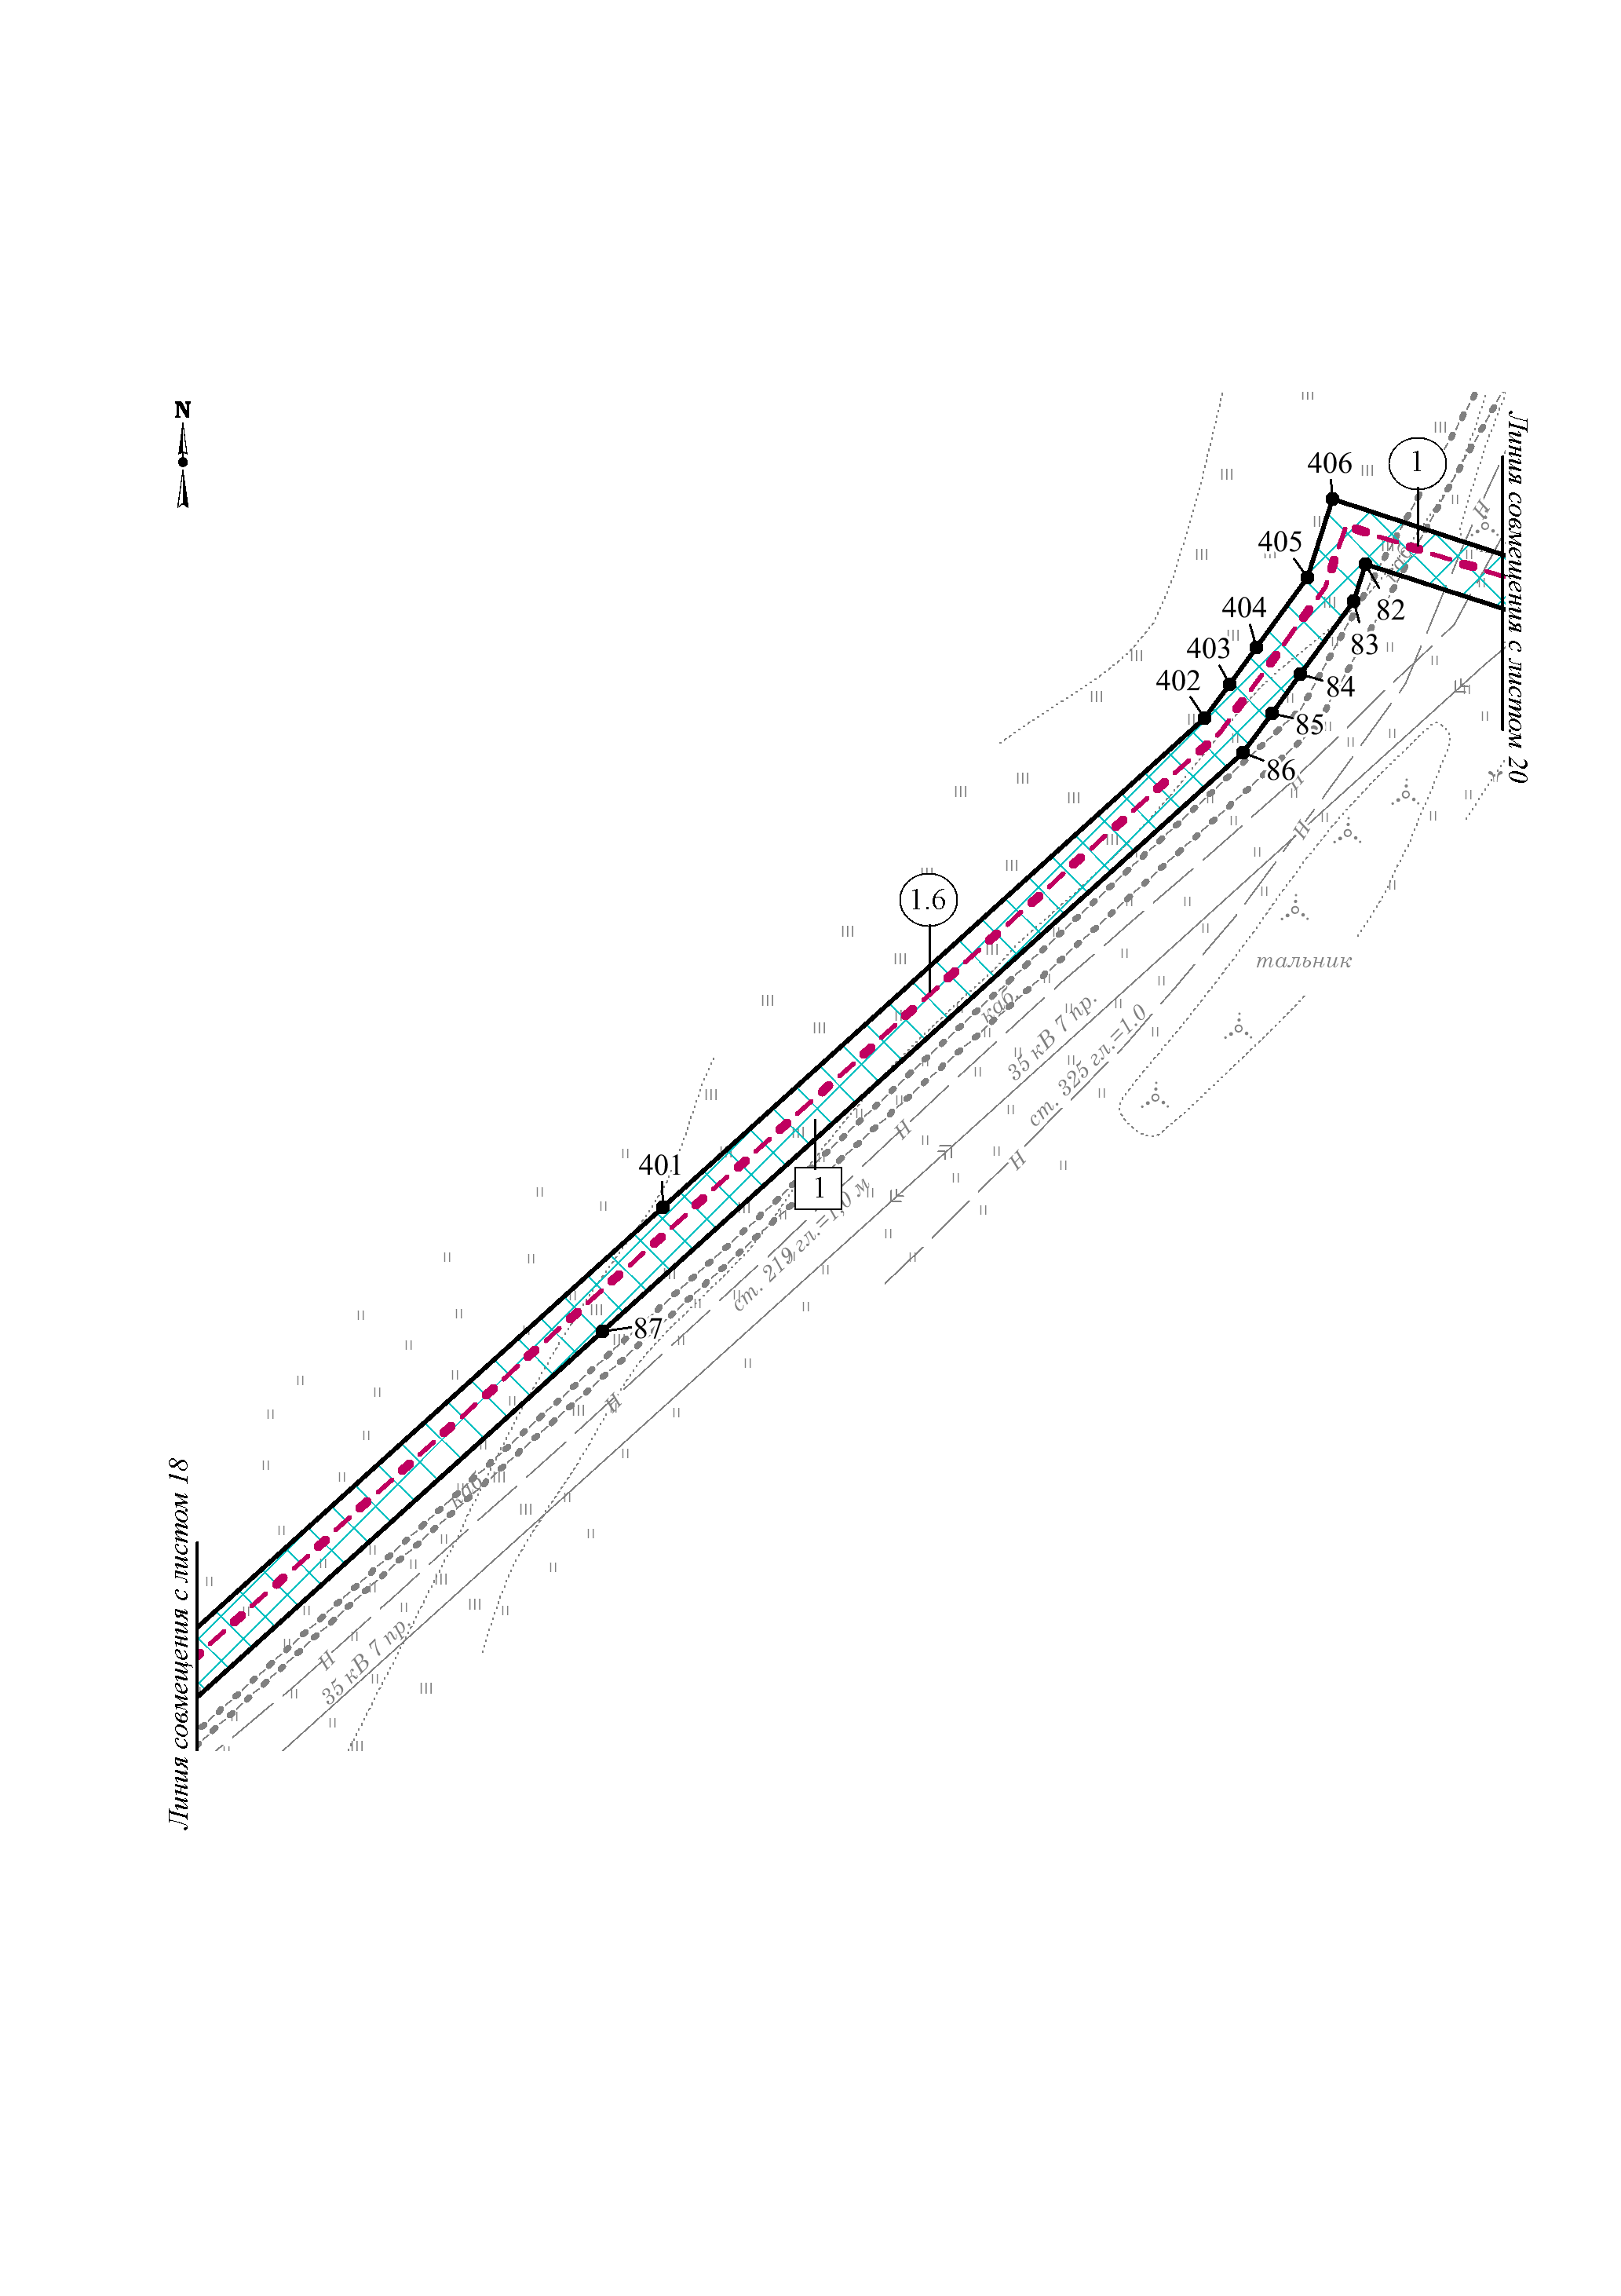 N
Линия совмещения с листом 20
406
1
405
404
403
402
82
83
84
85
86
1.6
тальник
каб.
35 кВ 7 пр.
ст. 325 гл.=1.0
Н
Н
Н
Н
401
1
ст. 219 гл.=1,0 м
87
Н
каб.
Н
35 кВ 7 пр.
Линия совмещения с листом 18